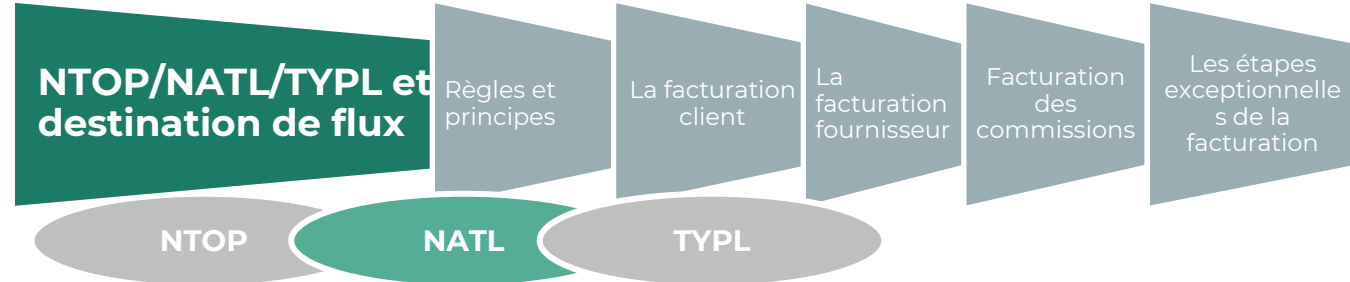 NTOP/NATL/TYPL et
destination de flux
Règles et
principes
La facturation
client
La
facturation
fournisseur
Facturation
des
commissions
Les étapes
exceptionnelle
s de la
facturation
NTOP
NATL
TYPL